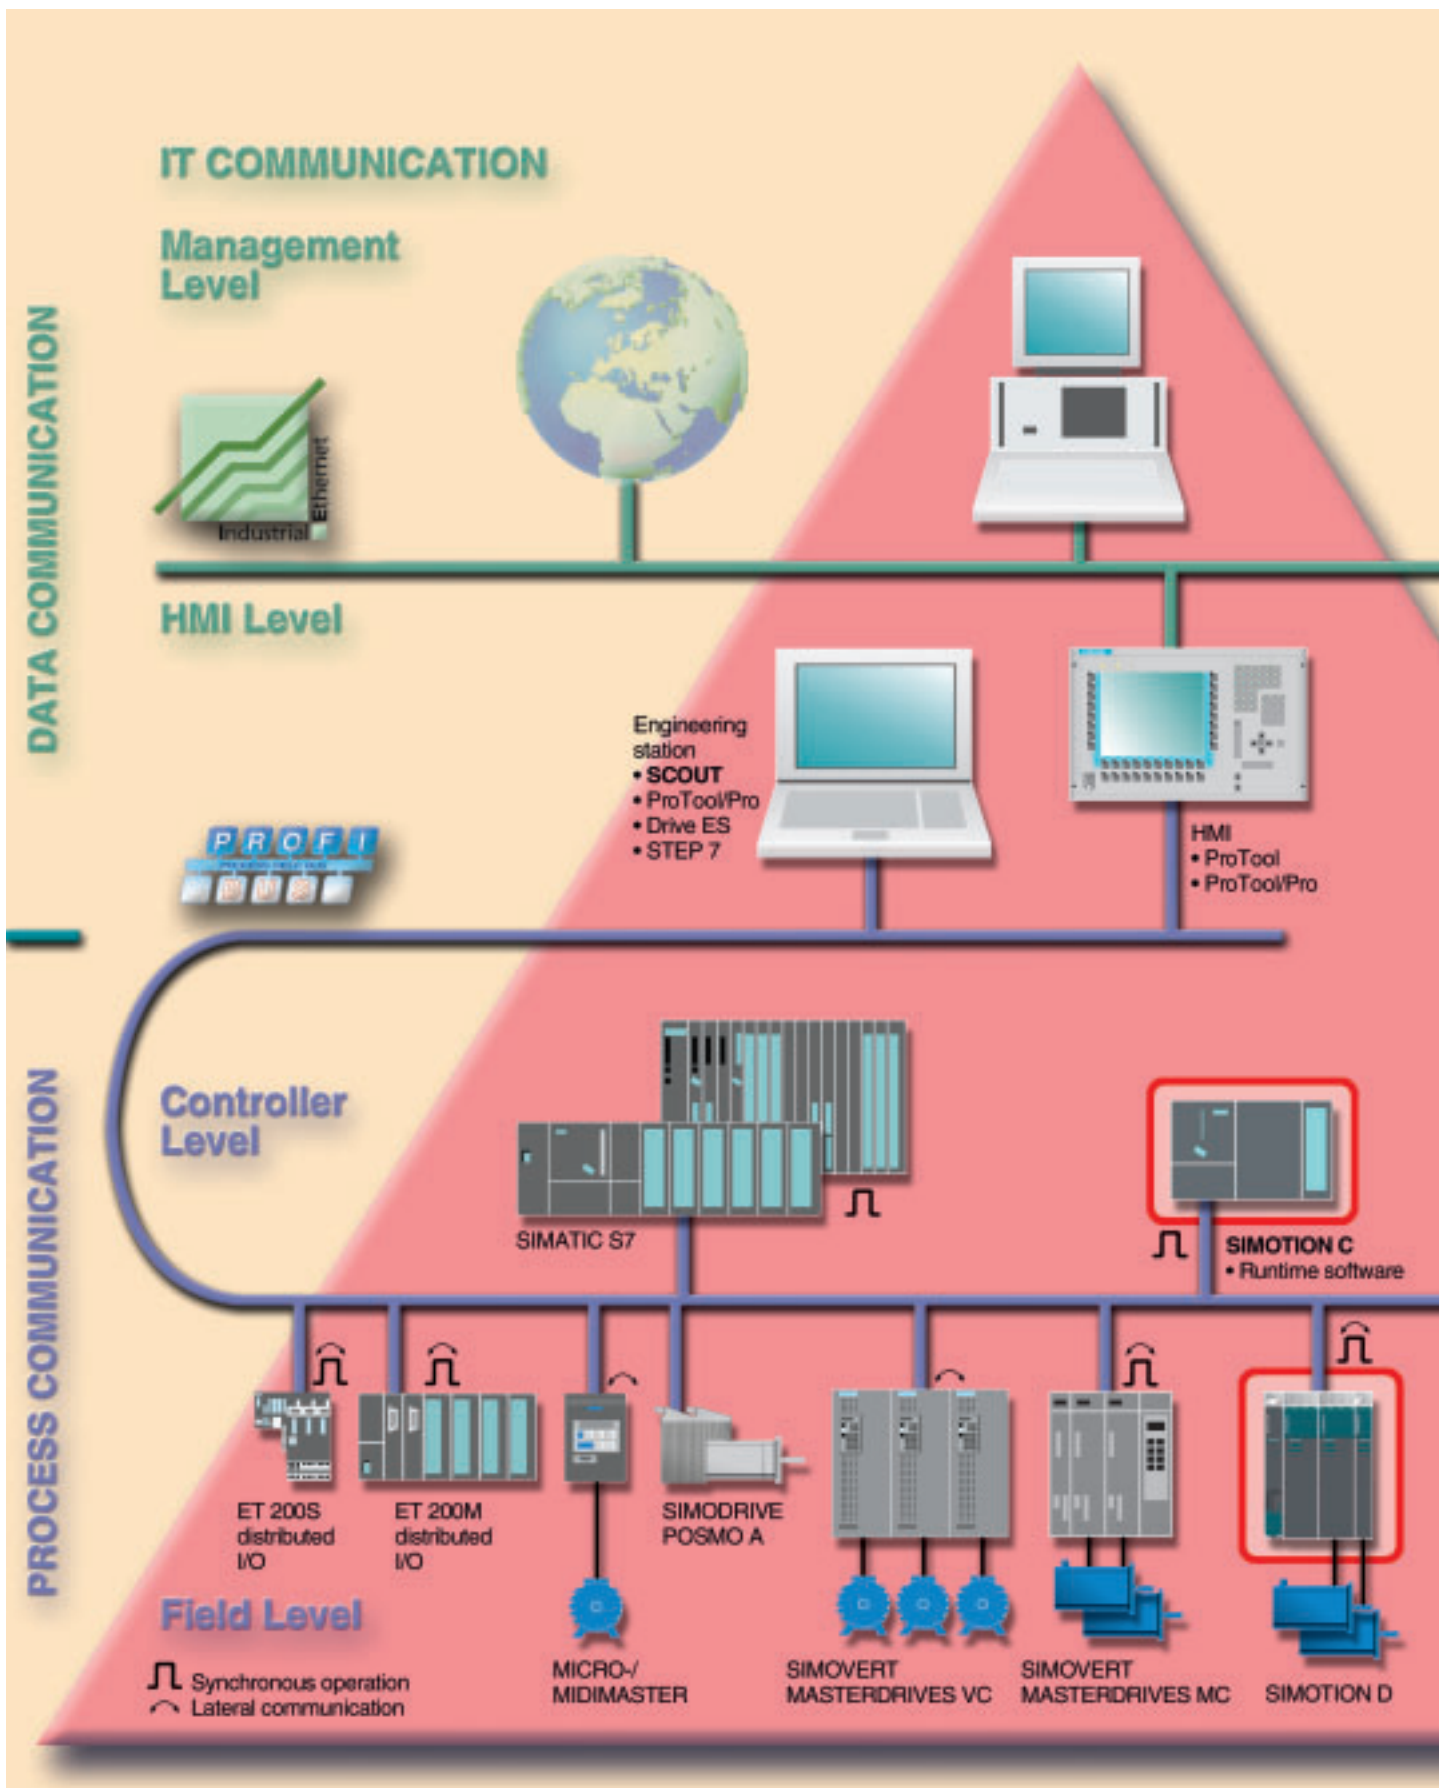 IT COMMUNICATION
Management
Level
DATA COMMUNICATION
Industrial
Ethernet
HMI Level
Engineering
station
• SCOUT
• ProTool/Pro
• Drive ES
• STEP 7
HMI
• ProTool
• ProTool/Pro
PROFI
PROCESS FIELD BUS
BUS
PROCESS COMMUNICATION
Controller
Level
SIMATIC S7
SIMOTION C
• Runtime software
ET 200S
distributed
I/O
ET 200M
distributed
I/O
SIMODRIVE
POSMO A
Field Level
Synchronous operation
Lateral communication
MICRO-/
MIDIMASTER
SIMOVERT
MASTERDRIVES VC
SIMOVERT
MASTERDRIVES MC
SIMOTION D